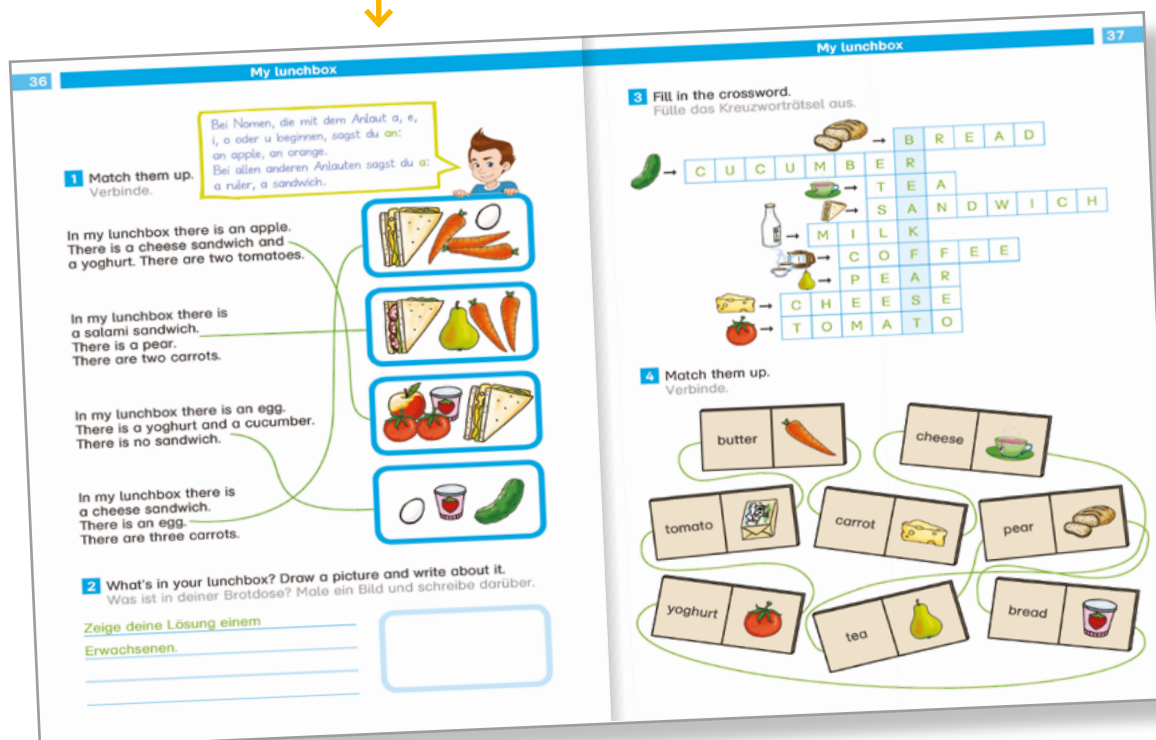 36
My lunchbox
Bei Nomen, die mit dem Anlaut a, e,
i, o oder u beginnen, sagst du an:
an apple, an orange.
Bei allen anderen Anlauten sagst du a:
a ruler, a sandwich.
1 Match them up.
Verbinde.
In my lunchbox there is an apple.
There is a cheese sandwich and
a yoghurt. There are two tomatoes.
In my lunchbox there is
a salami sandwich.
There is a pear.
There are two carrots.
In my lunchbox there is an egg.
There is a yoghurt and a cucumber.
There is no sandwich.
In my lunchbox there is
a cheese sandwich.
There is an egg.
There are three carrots.
2 What's in your lunchbox? Draw a picture and write about it.
Was ist in deiner Brotdose? Male ein Bild und schreibe darüber.
Zeige deine Lösung einem
Erwachsenen.
My lunchbox
37
3 Fill in the crossword.
Fülle das Kreuzworträtsel aus.
BREAD
CUCUMBER
TEA
SANDWICH
MILK
COFFEE
PEAR
CHEESE
TOMATO
4 Match them up.
Verbinde.
butter
cheese
tomato
carrot
pear
yoghurt
tea
bread